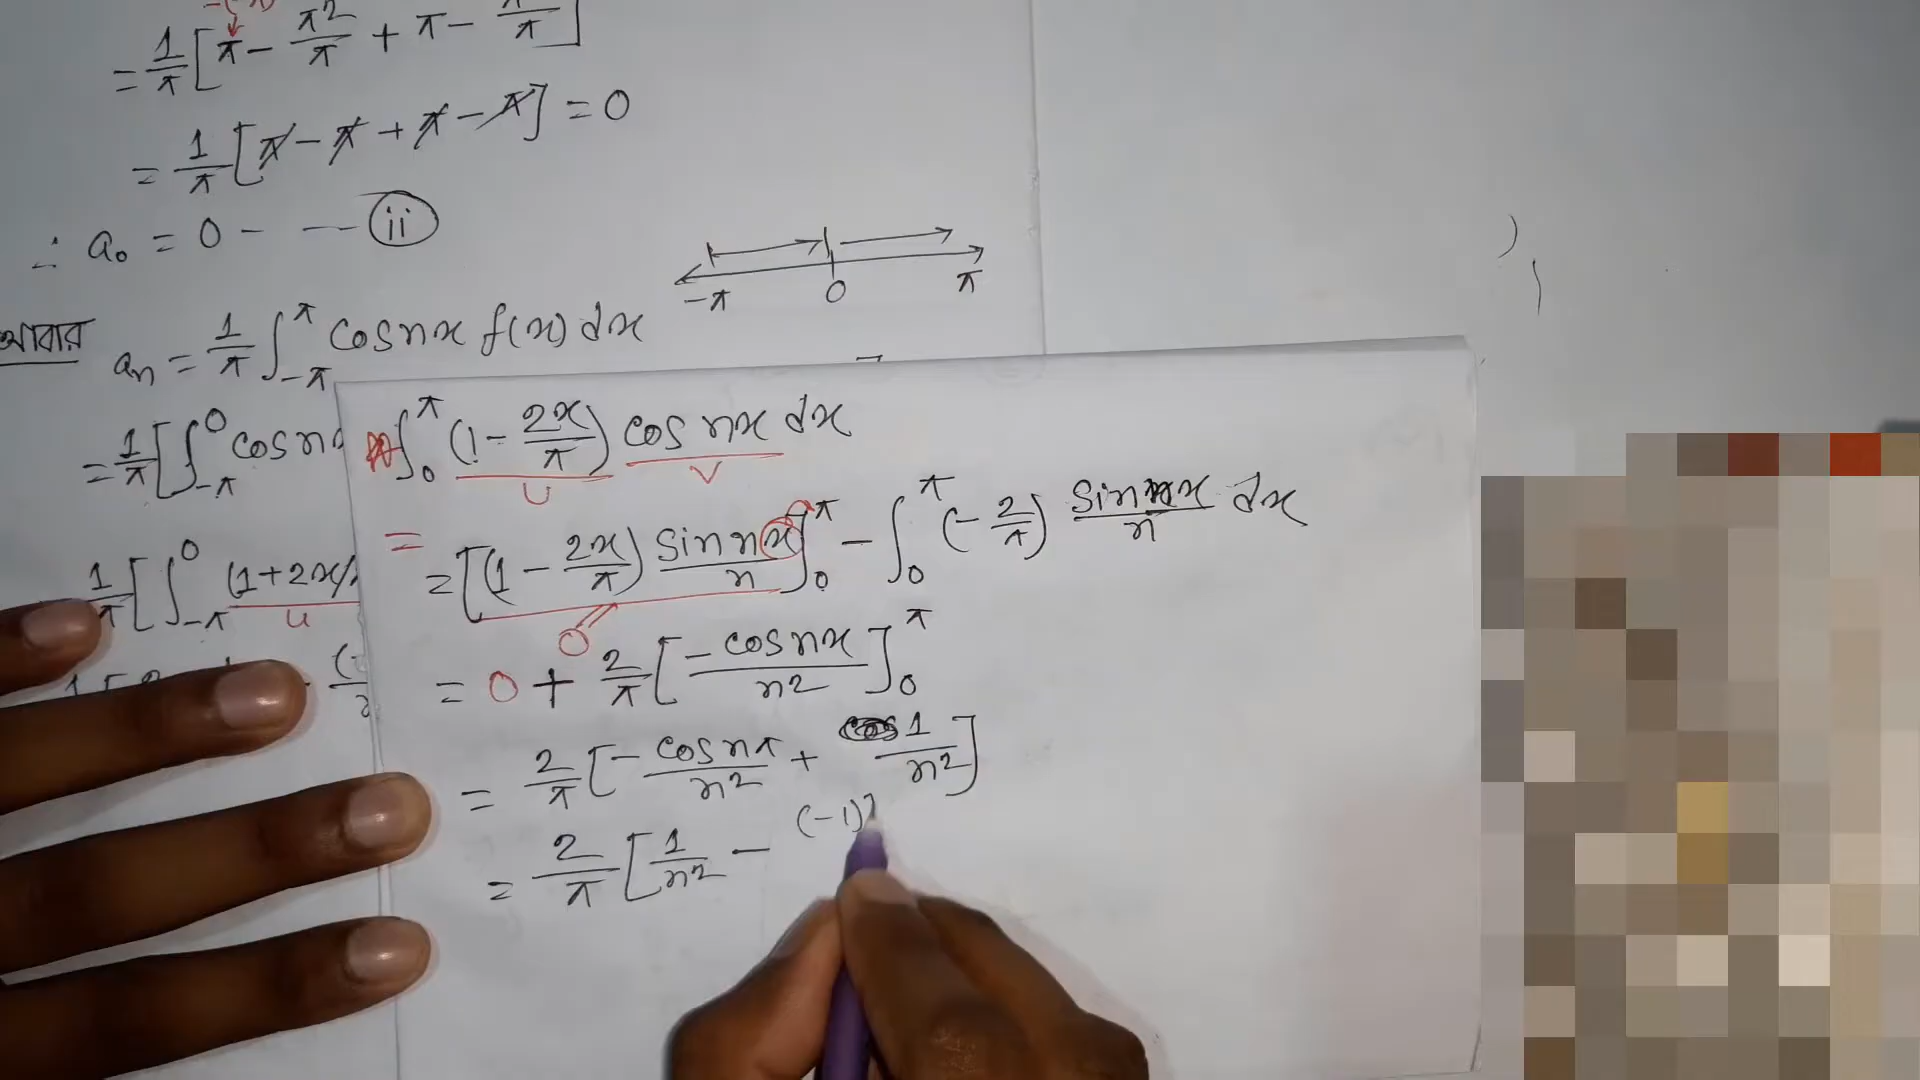 = 1/π [π - π²/π + π - /π]
= 1/π [π - π + π - π] = 0
∴ a₀ = 0 - -- (ii)
-π 0 π
আবার aₙ = 1/π ∫_{-π}^{π} cos nx f(x) dx
= 1/π [∫_{-π}^{0} cos n
1/π [∫_{-π}^{0} (1+2x/
u
∫_{0}^{π} (1 - 2x/π) cos nx dx
U V
=
= [(1 - 2x/π) sin nx/n]_{0}^{π} - ∫_{0}^{π} (-2/π) sin nx/n dx
0
= 0 + 2/π [-cos nx/n²]_{0}^{π}
= 2/π [-cos nπ/n² + 1/n²]
= 2/π [1/n² - (-1)